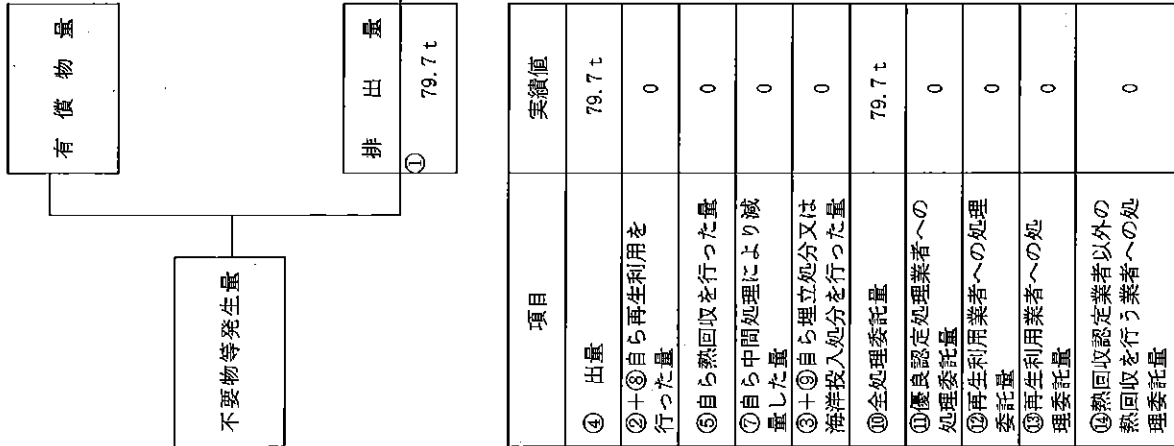 有償物量
不要物等発生量
排出量
①
79.7t
項目
実績値
④ 出量
79.7t
②+⑧自ら再生利用を
行った量
0
⑤自ら熱回収を行った量
0
⑦自ら中間処理により減
量した量
0
③+⑨自ら埋立処分又は
海洋投入処分を行った量
0
⑩全処理委託量
79.7t
⑪優良認定処理業者への
処理委託量
0
⑫再生利用業者への処理
委託量
0
⑬再生利用業者への処
理委託量
0
⑭熱回収認定業者以外の
熱回収を行う業者への処
理委託量
0